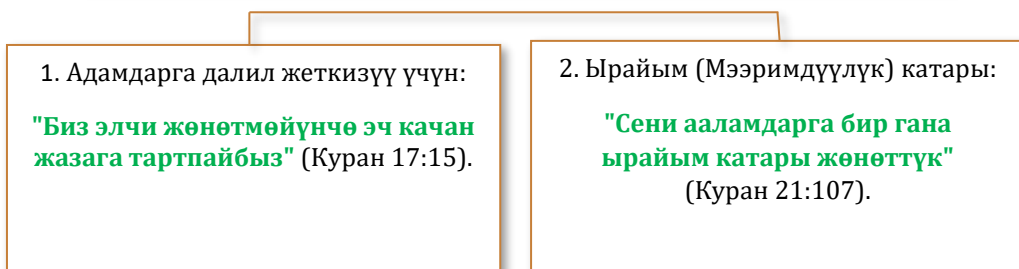 1. Адамдарга далил жеткизүү үчүн:
"Биз элчи жөнөтмөйүнчө эч качан
жазага тартпайбыз" (Куран 17:15).
2. Ырайым (Мээримдүүлүк) катары:
"Сени ааламдарга бир гана
ырайым катары жөнөттүк"
(Куран 21:107).